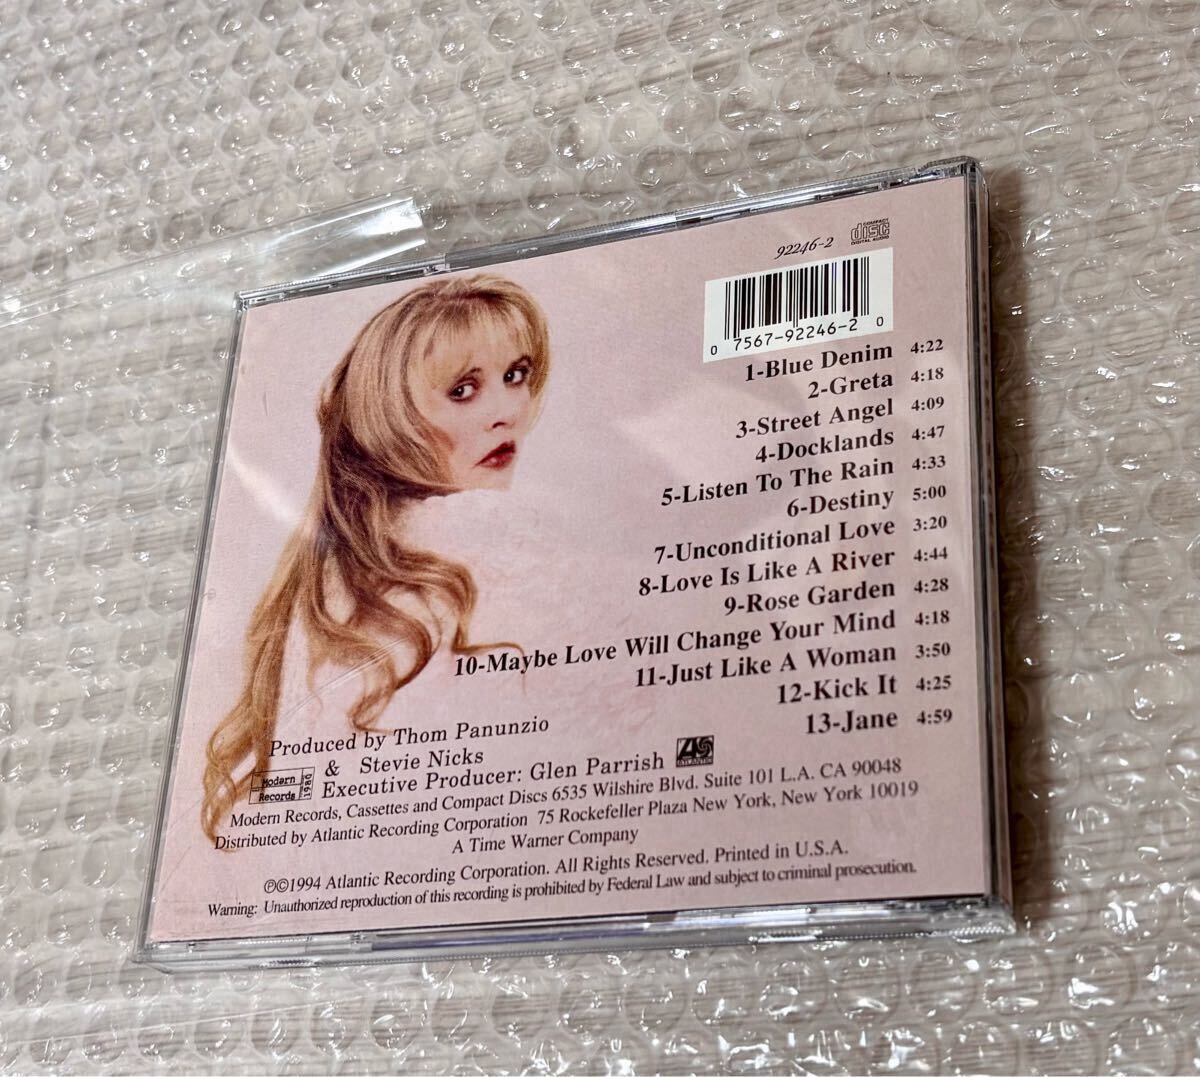 92246-2
COMPACT
disc
DIGITAL AUDIO
0 7567-92246-2 0
1-Blue Denim 4:22
2-Greta 4:18
3-Street Angel 4:09
4-Docklands 4:47
5-Listen To The Rain 4:33
6-Destiny 5:00
7-Unconditional Love 3:20
8-Love Is Like A River 4:44
9-Rose Garden 4:28
10-Maybe Love Will Change Your Mind 4:18
11-Just Like A Woman 3:50
12-Kick It 4:25
13-Jane 4:59
Produced by Thom Panunzio
& Stevie Nicks
Executive Producer: Glen Parrish
Modern
Records
1980
ATLANTIC
Modern Records, Cassettes and Compact Discs 6535 Wilshire Blvd. Suite 101 L.A. CA 90048
Distributed by Atlantic Recording Corporation 75 Rockefeller Plaza New York, New York 10019
A Time Warner Company
℗©1994 Atlantic Recording Corporation. All Rights Reserved. Printed in U.S.A.
Warning: Unauthorized reproduction of this recording is prohibited by Federal Law and subject to criminal prosecution.